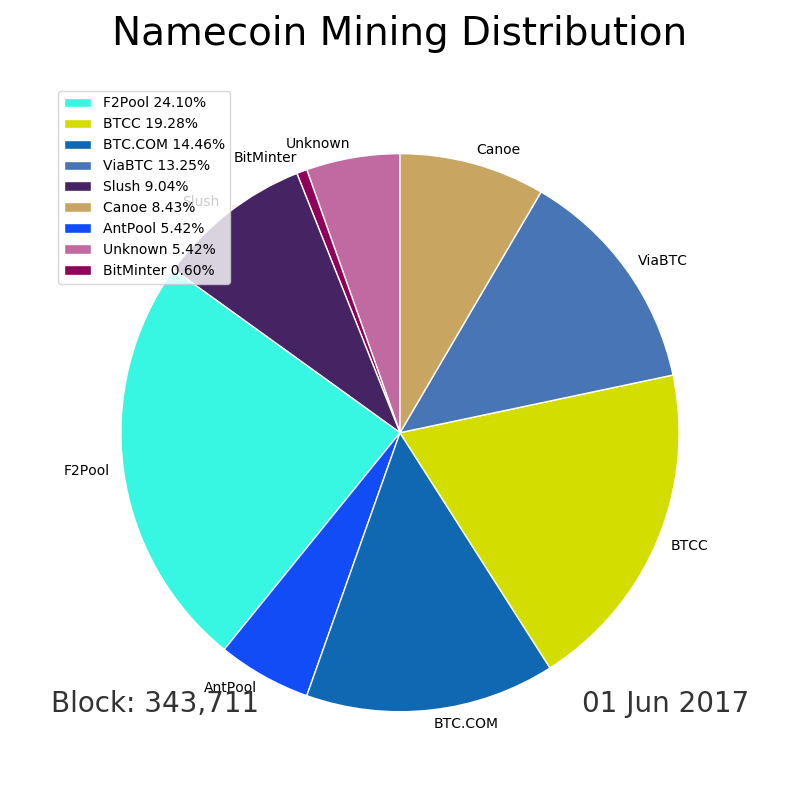 Namecoin Mining Distribution
F2Pool 24.10%
BTCC 19.28%
BTC.COM 14.46%
ViaBTC 13.25%
Slush 9.04%
Canoe 8.43%
AntPool 5.42%
Unknown 5.42%
BitMinter 0.60%
Unknown
BitMinter
Slush
Canoe
ViaBTC
F2Pool
BTCC
AntPool
BTC.COM
Block: 343,711
01 Jun 2017